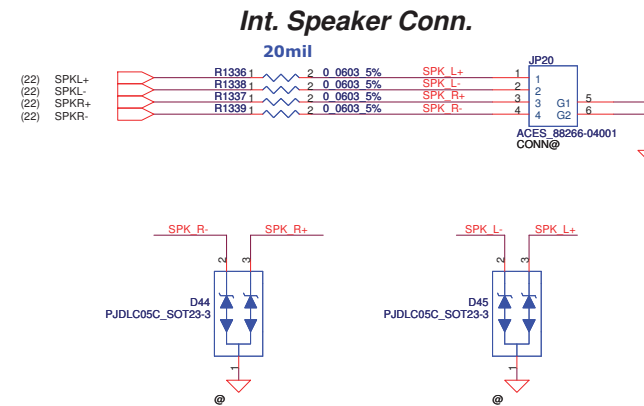 Int. Speaker Conn.
20mil
JP20
(22) SPKL+ R1336 1 2 0_0603_5% SPK_L+ 1 1
(22) SPKL- R1338 1 2 0_0603_5% SPK_L- 2 2
(22) SPKR+ R1337 1 2 0_0603_5% SPK_R+ 3 3 G1 5
(22) SPKR- R1339 1 2 0_0603_5% SPK_R- 4 4 G2 6
ACES_88266-04001
CONN@
SPK_R- SPK_R+ SPK_L- SPK_L+
2 3 2 3
D44 D45
PJDLC05C_SOT23-3 PJDLC05C_SOT23-3
1 1
@ @